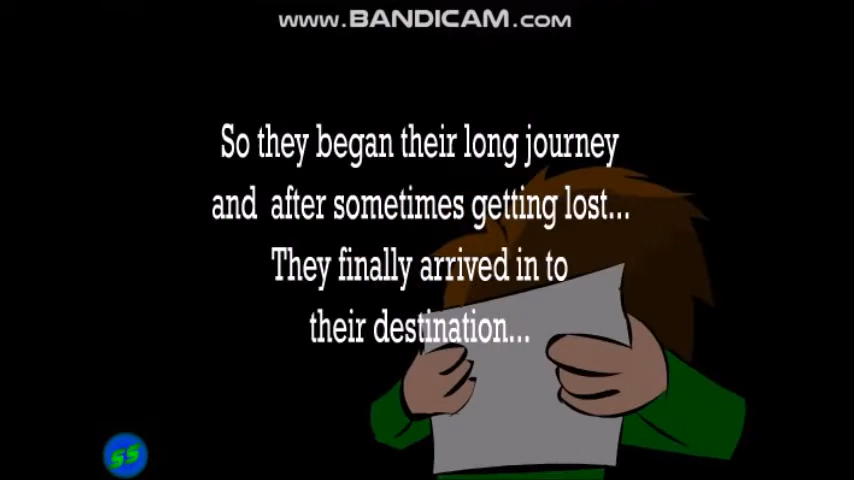 www.BANDICAM.com
So they began their long journey
and after sometimes getting lost...
They finally arrived in to
their destination...
SS